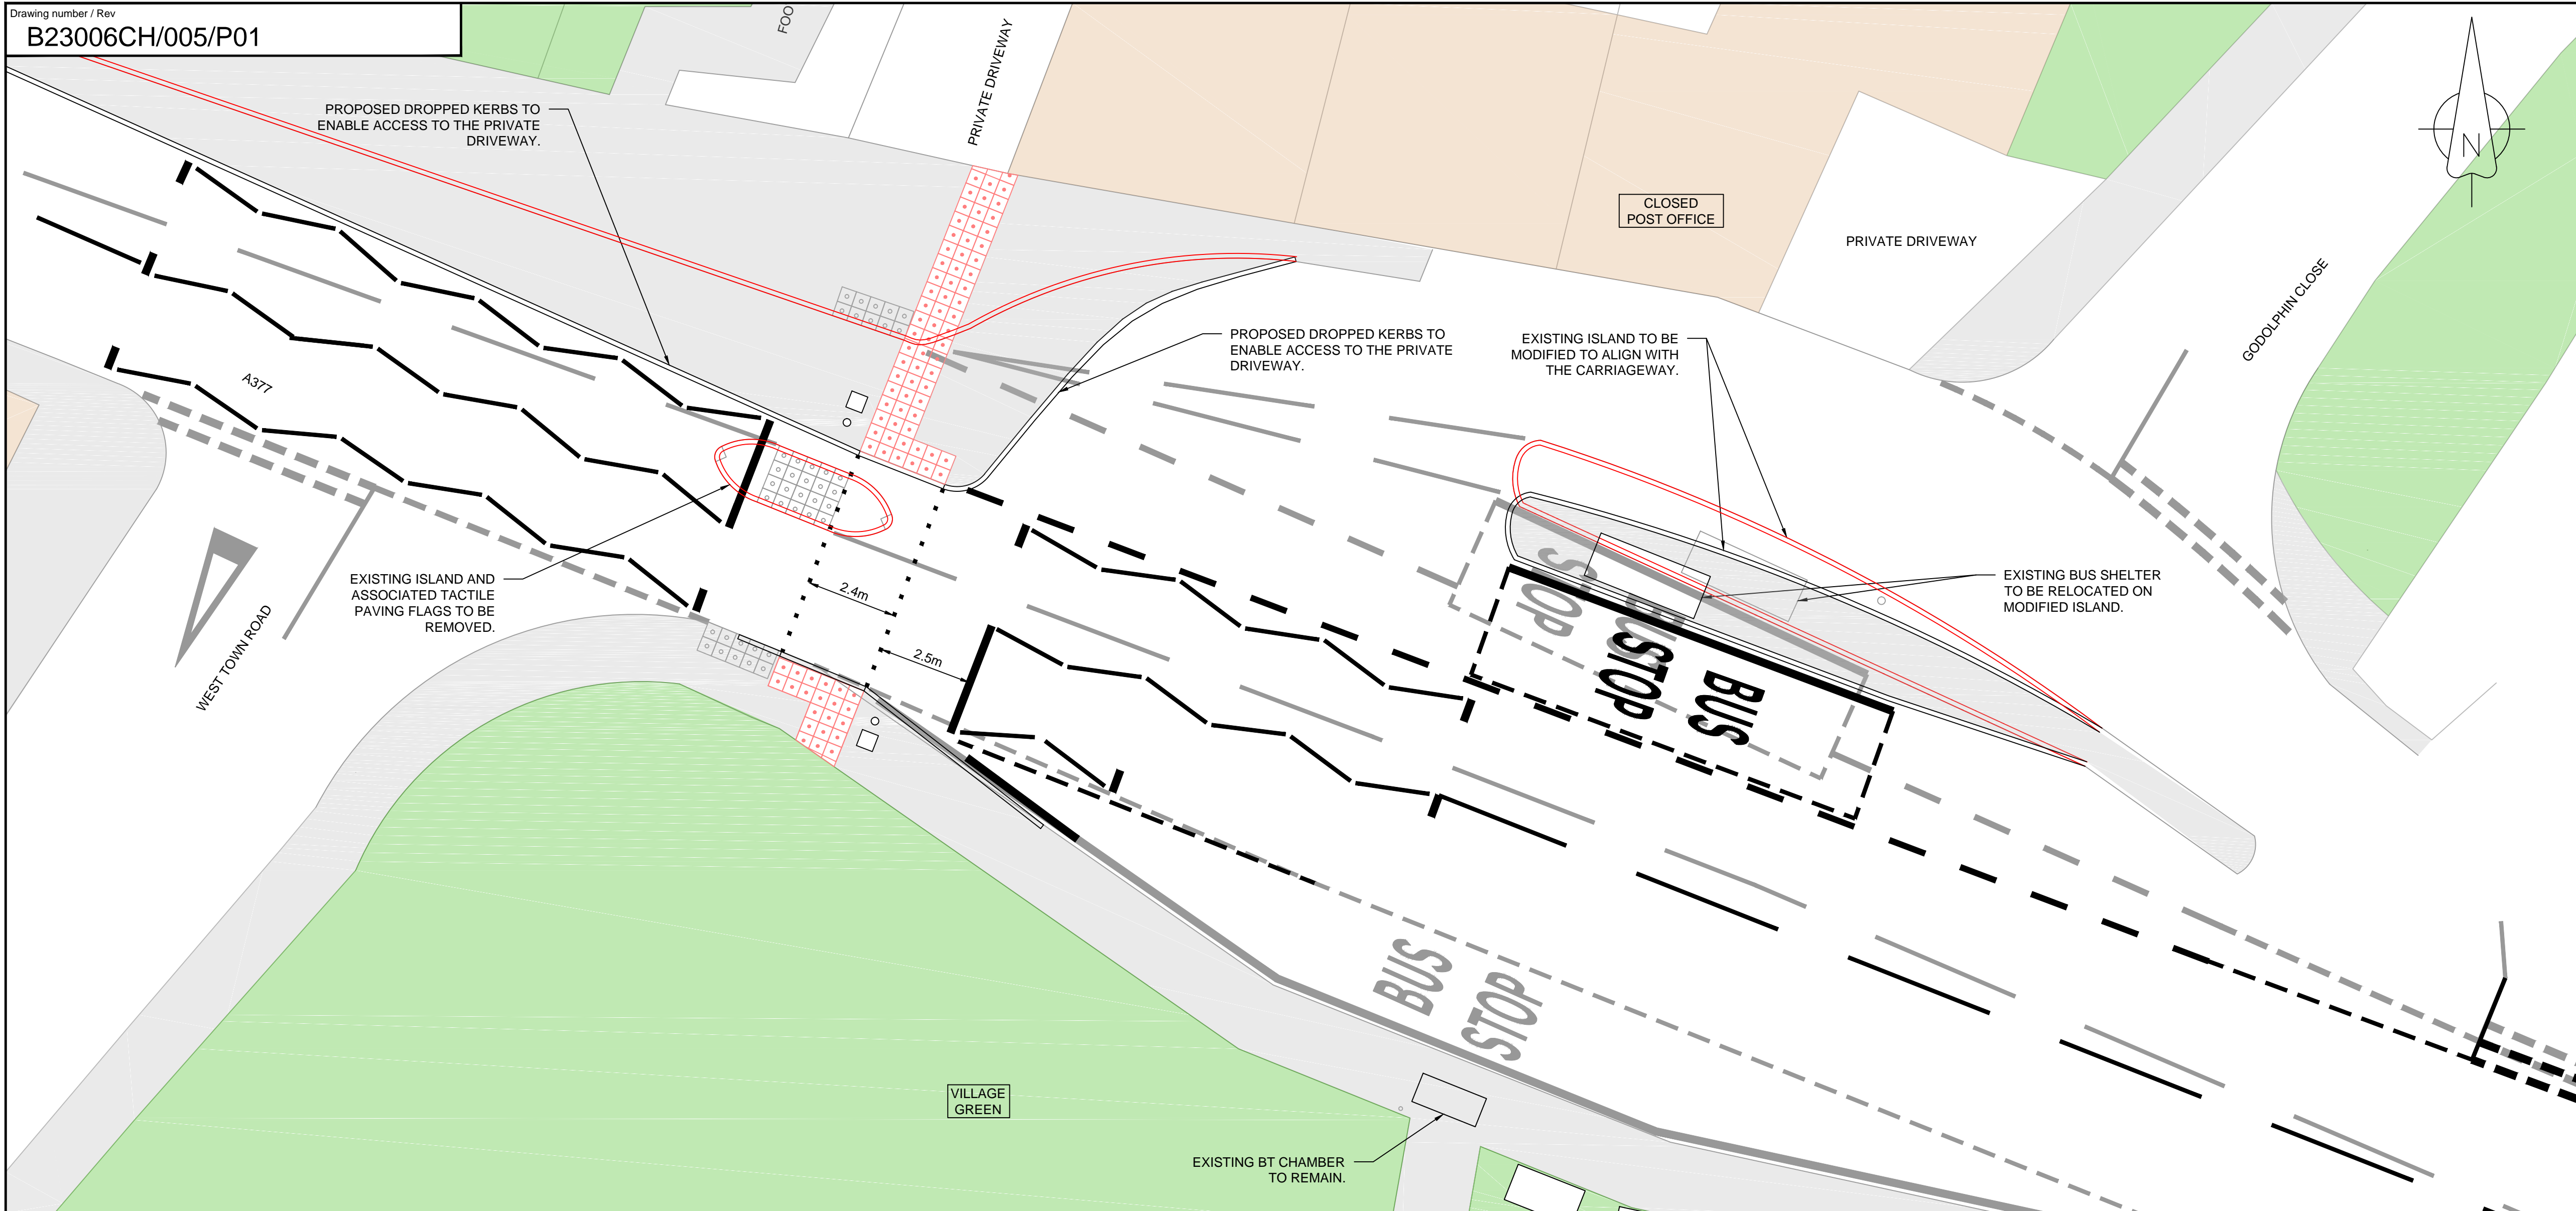 Drawing number / Rev
B23006CH/005/P01
FOO
PRIVATE DRIVEWAY
PROPOSED DROPPED KERBS TO
ENABLE ACCESS TO THE PRIVATE
DRIVEWAY.
N
CLOSED
POST OFFICE
PRIVATE DRIVEWAY
GODOLPHIN CLOSE
PROPOSED DROPPED KERBS TO
ENABLE ACCESS TO THE PRIVATE
DRIVEWAY.
EXISTING ISLAND TO BE
MODIFIED TO ALIGN WITH
THE CARRIAGEWAY.
A377
EXISTING ISLAND AND
ASSOCIATED TACTILE
PAVING FLAGS TO BE
REMOVED.
2.4m
2.5m
EXISTING BUS SHELTER
TO BE RELOCATED ON
MODIFIED ISLAND.
WEST TOWN ROAD
BUS
STOP
BUS
STOP
BUS
STOP
VILLAGE
GREEN
EXISTING BT CHAMBER
TO REMAIN.